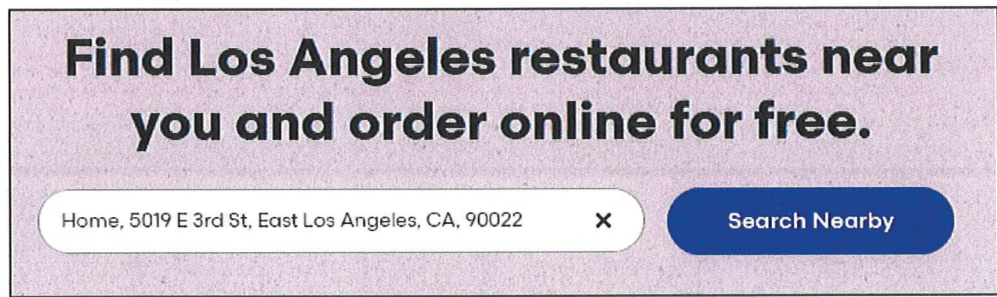 Find Los Angeles restaurants near
you and order online for free.
Home, 5019 E 3rd St, East Los Angeles, CA, 90022 ✕
Search Nearby